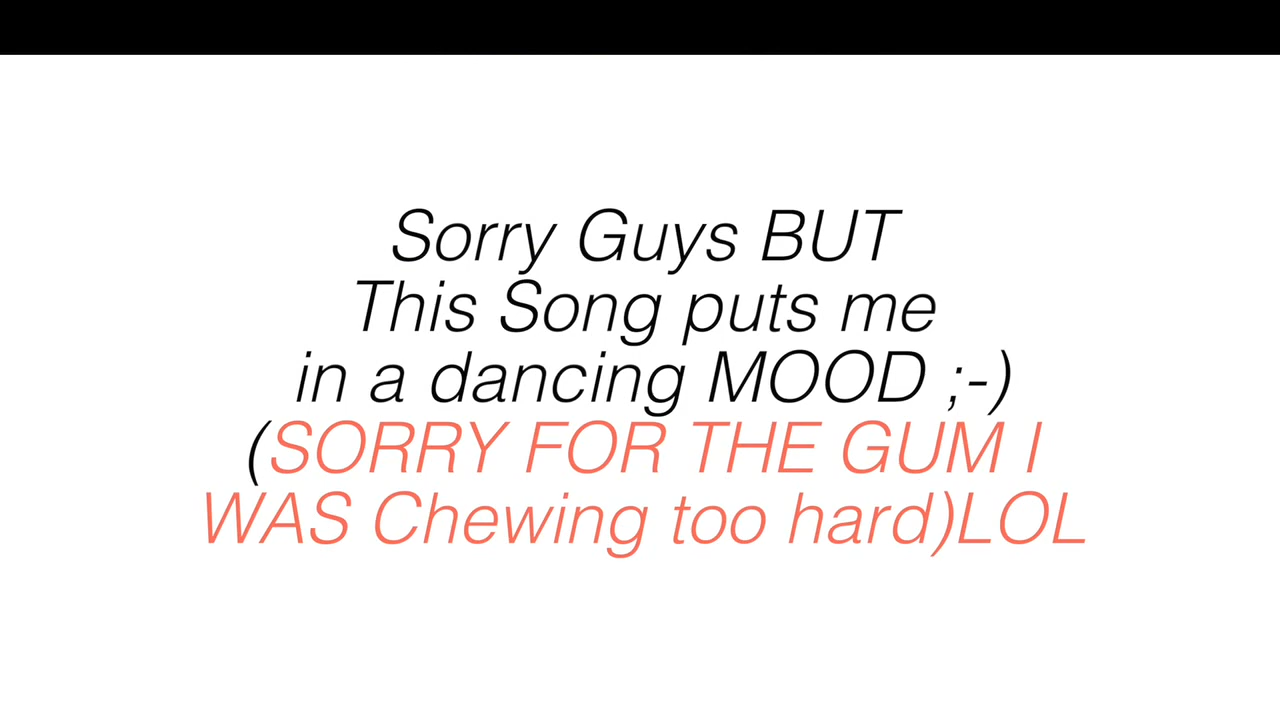 Sorry Guys BUT
This Song puts me
in a dancing MOOD ;-)
(SORRY FOR THE GUM I
WAS Chewing too hard)LOL